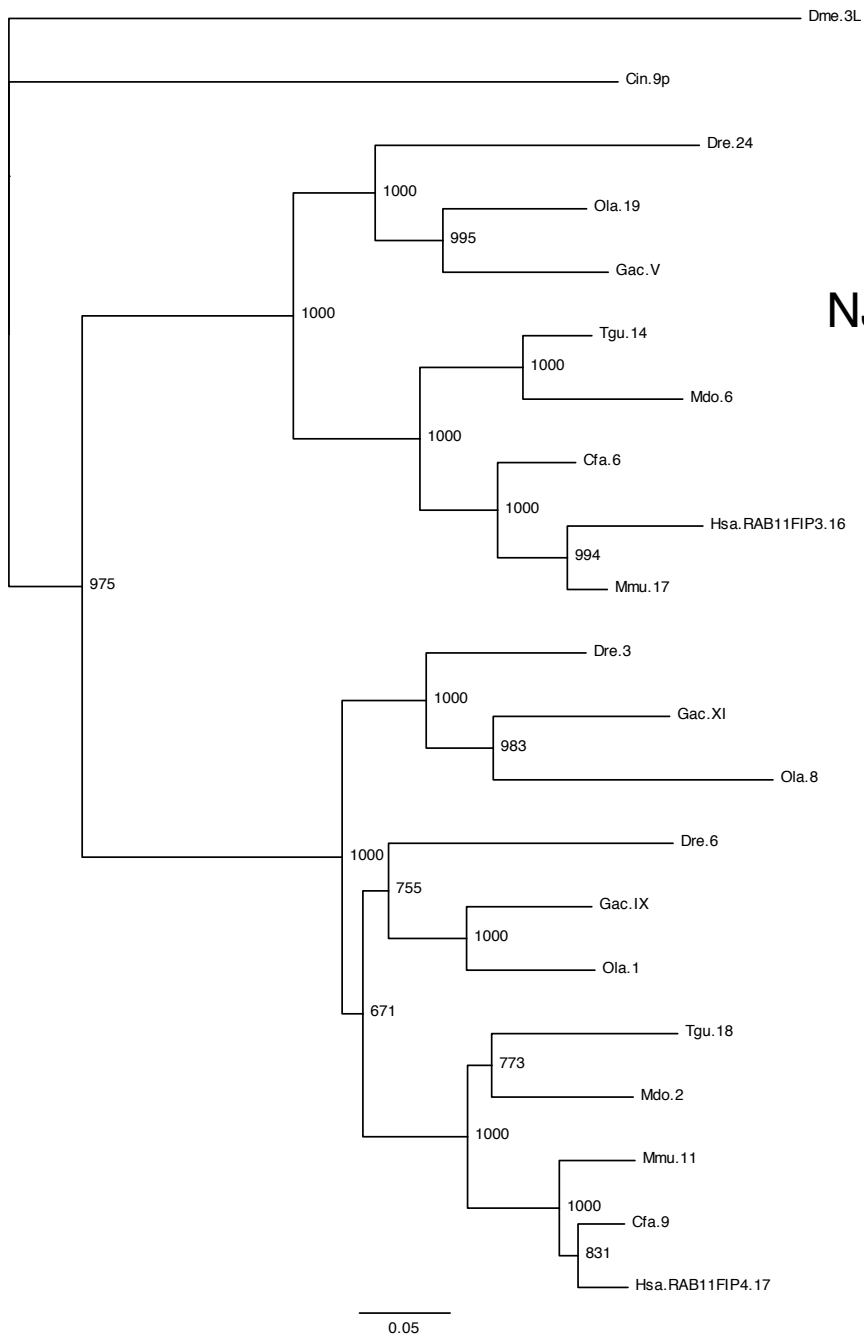 Dme.3L
Cin.9p
Dre.24
1000
Ola.19
995
Gac.V
1000
Tgu.14
1000
Mdo.6
1000
Cfa.6
1000
Hsa.RAB11FIP3.16
994
Mmu.17
975
Dre.3
1000
Gac.XI
983
Ola.8
Dre.6
1000
755
Gac.IX
1000
Ola.1
671
Tgu.18
773
Mdo.2
1000
Mmu.11
1000
Cfa.9
831
Hsa.RAB11FIP4.17
0.05